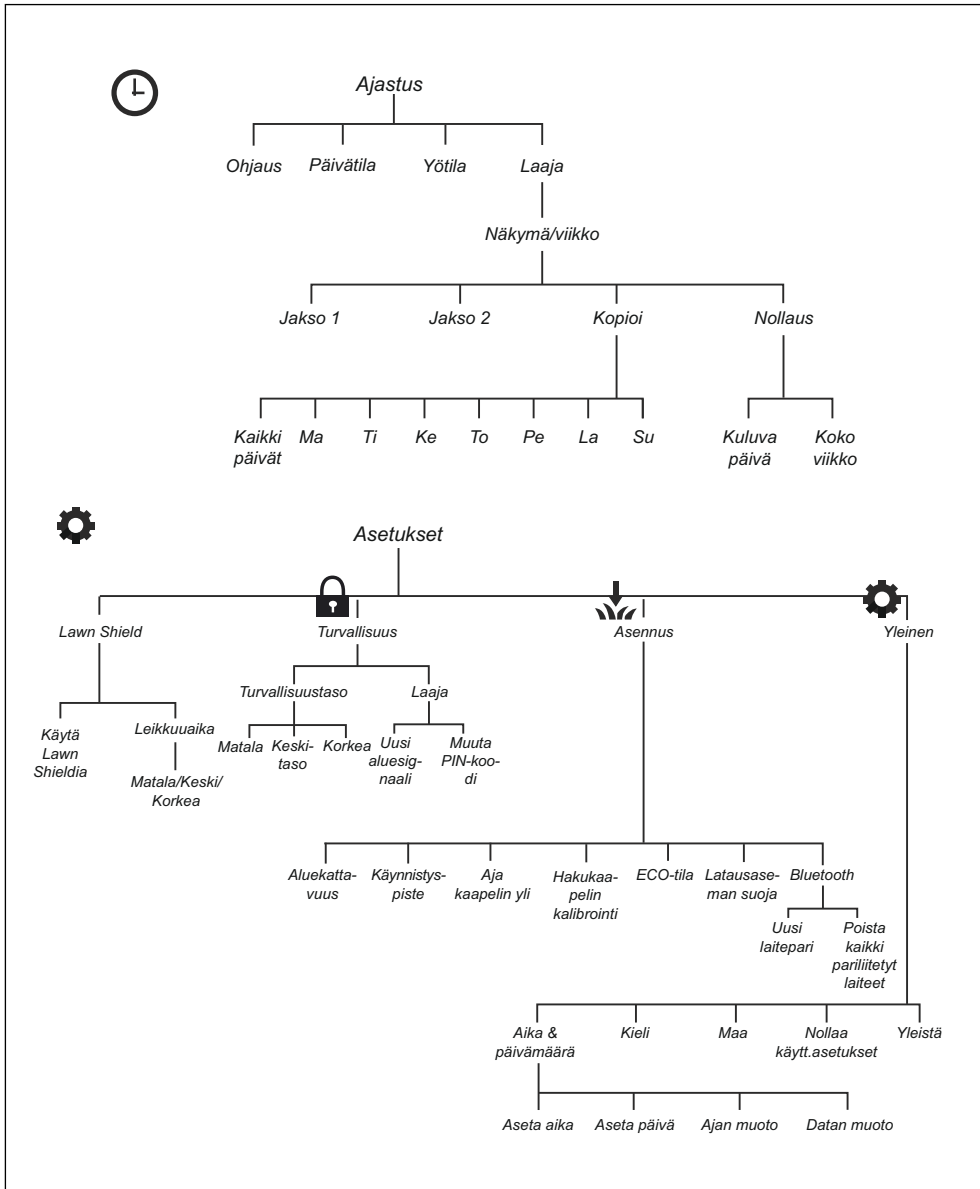 Ajastus
Ohjaus
Päivätila
Yötila
Laaja
Näkymä/viikko
Jakso 1
Jakso 2
Kopioi
Nollaus
Kaikki
päivät
Ma
Ti
Ke
To
Pe
La
Su
Kuluva
päivä
Koko
viikko
Asetukset
Lawn Shield
Turvallisuus
Asennus
Yleinen
Käytä
Lawn
Shieldia
Leikkuuaika
Matala/Keski/
Korkea
Turvallisuustaso
Laaja
Matala
Keski-
taso
Korkea
Uusi
aluesig-
naali
Muuta
PIN-koo-
di
Aluekatta-
vuus
Käynnistys-
piste
Aja
kaapelin yli
Hakukaa-
pelin
kalibrointi
ECO-tila
Latausase-
man suoja
Bluetooth
Uusi
laitepari
Poista
kaikki
pariliitetyt
laiteet
Aika &
päivämäärä
Kieli
Maa
Nollaa
käytt.asetukset
Yleistä
Aseta aika
Aseta päivä
Ajan muoto
Datan muoto